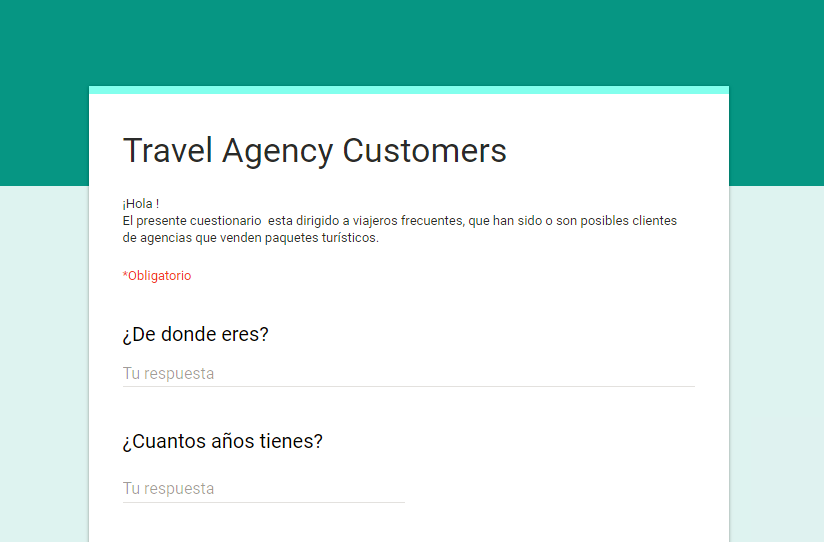 Travel Agency Customers
¡Hola !
El presente cuestionario  esta dirigido a viajeros frecuentes, que han sido o son posibles clientes
de agencias que venden paquetes turísticos.
*Obligatorio
¿De donde eres?
Tu respuesta
¿Cuantos años tienes?
Tu respuesta